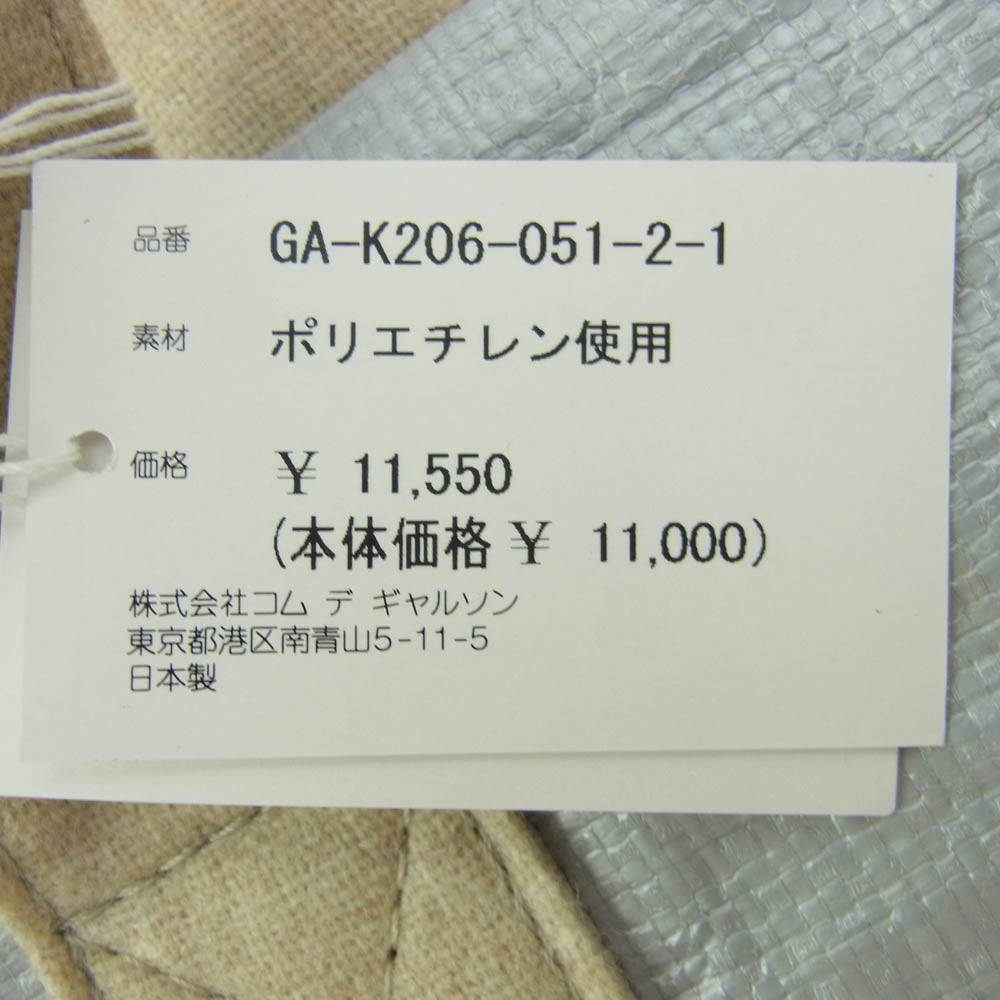 品番 GA-K206-051-2-1
素材 ポリエチレン使用
価格 ¥ 11,550
(本体価格¥ 11,000)
株式会社コム デ ギャルソン
東京都港区南青山5-11-5
日本製